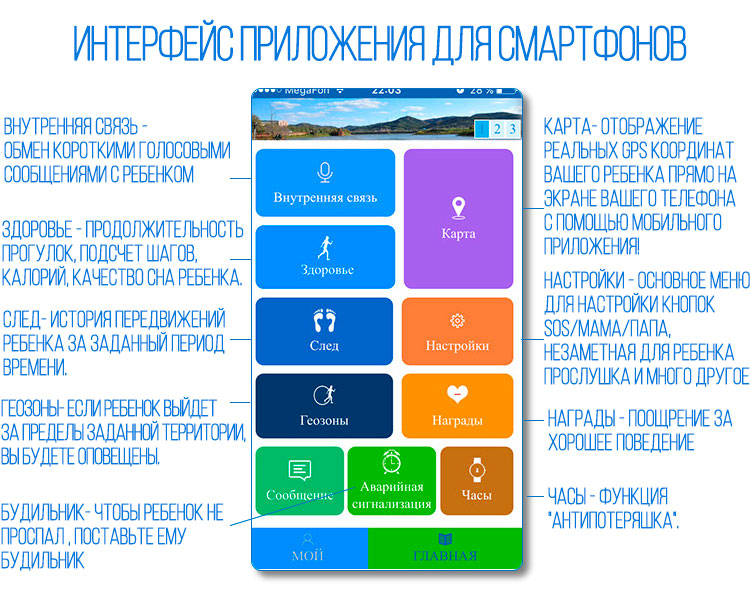 ИНТЕРФЕЙС ПРИЛОЖЕНИЯ ДЛЯ СМАРТФОНОВ
ВНУТРЕННЯЯ СВЯЗЬ -
ОБМЕН КОРОТКИМИ ГОЛОСОВЫМИ
СООБЩЕНИЯМИ С РЕБЕНКОМ
ЗДОРОВЬЕ - ПРОДОЛЖИТЕЛЬНОСТЬ
ПРОГУЛОК, ПОДСЧЕТ ШАГОВ,
КАЛОРИЙ, КАЧЕСТВО СНА РЕБЕНКА.
СЛЕД- ИСТОРИЯ ПЕРЕДВИЖЕНИЙ
РЕБЕНКА ЗА ЗАДАННЫЙ ПЕРИОД
ВРЕМЕНИ.
ГЕОЗОНЫ- ЕСЛИ РЕБЕНОК ВЫЙДЕТ
ЗА ПРЕДЕЛЫ ЗАДАННОЙ ТЕРРИТОРИИ,
ВЫ БУДЕТЕ ОПОВЕЩЕНЫ.
БУДИЛЬНИК- ЧТОБЫ РЕБЕНОК НЕ
ПРОСПАЛ , ПОСТАВЬТЕ ЕМУ
БУДИЛЬНИК
MegaFon 22:03 28 %
1 2 3
Внутренняя связь
Карта
Здоровье
След
Настройки
Геозоны
Награды
Сообщение
Аварийная
сигнализация
Часы
МОЙ
ГЛАВНАЯ
КАРТА- ОТОБРАЖЕНИЕ
РЕАЛЬНЫХ GPS КООРДИНАТ
ВАШЕГО РЕБЕНКА ПРЯМО НА
ЭКРАНЕ ВАШЕГО ТЕЛЕФОНА
С ПОМОЩЬЮ МОБИЛЬНОГО
ПРИЛОЖЕНИЯ!
НАСТРОЙКИ - ОСНОВНОЕ МЕНЮ
ДЛЯ НАСТРОЙКИ КНОПОК
SOS/МАМА/ПАПА,
НЕЗАМЕТНАЯ ДЛЯ РЕБЕНКА
ПРОСЛУШКА И МНОГО ДРУГОЕ
НАГРАДЫ - ПООЩРЕНИЕ ЗА
ХОРОШЕЕ ПОВЕДЕНИЕ
ЧАСЫ - ФУНКЦИЯ
"АНТИПОТЕРЯШКА".